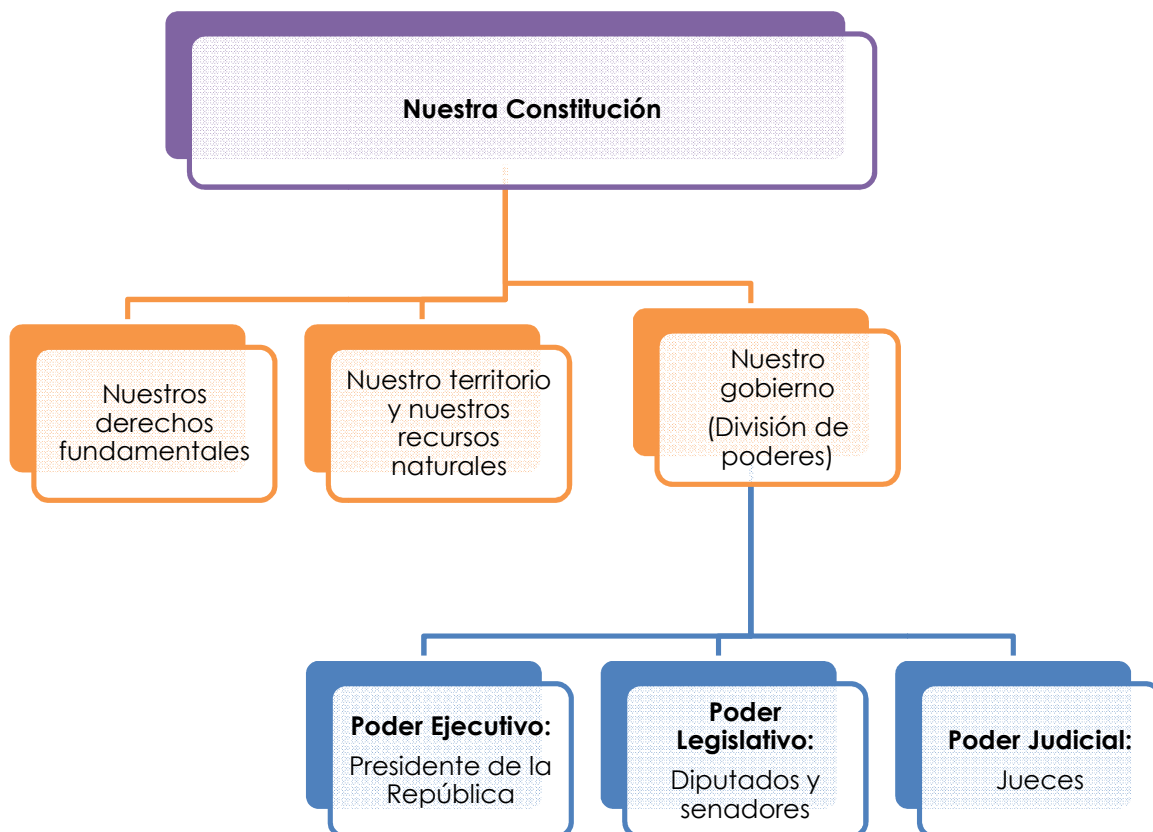 Nuestra Constitución
Nuestros
derechos
fundamentales
Nuestro territorio
y nuestros
recursos
naturales
Nuestro
gobierno
(División de
poderes)
Poder Ejecutivo:
Presidente de la
República
Poder
Legislativo:
Diputados y
senadores
Poder Judicial:
Jueces